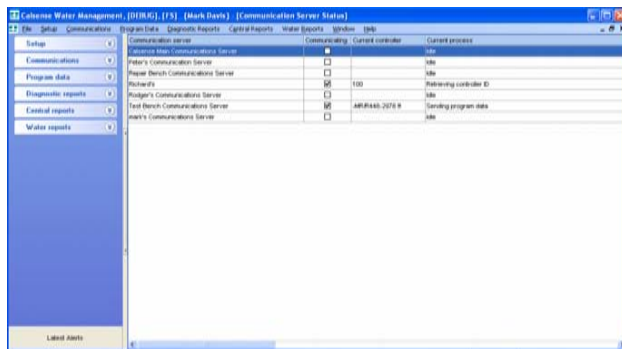 Calsense Water Management, [DEBUG], [FS] [Mark Davis] - [Communication Server Status]
File Setup Communications Program Data Diagnostic Reports Central Reports Water Reports Window Help
Setup
Communications
Program data
Diagnostic reports
Central reports
Water reports
Latest Alerts
Communication server Communicating Current controller Current process
Calsense Main Communications Server Idle
Peter's Communication Server Idle
Repair Bench Communications Server Idle
Richard's 100 Retrieving controller ID
Rodger's Communications Server Idle
Test Bench Communications Server Sending program data
mark's Communications Server Idle